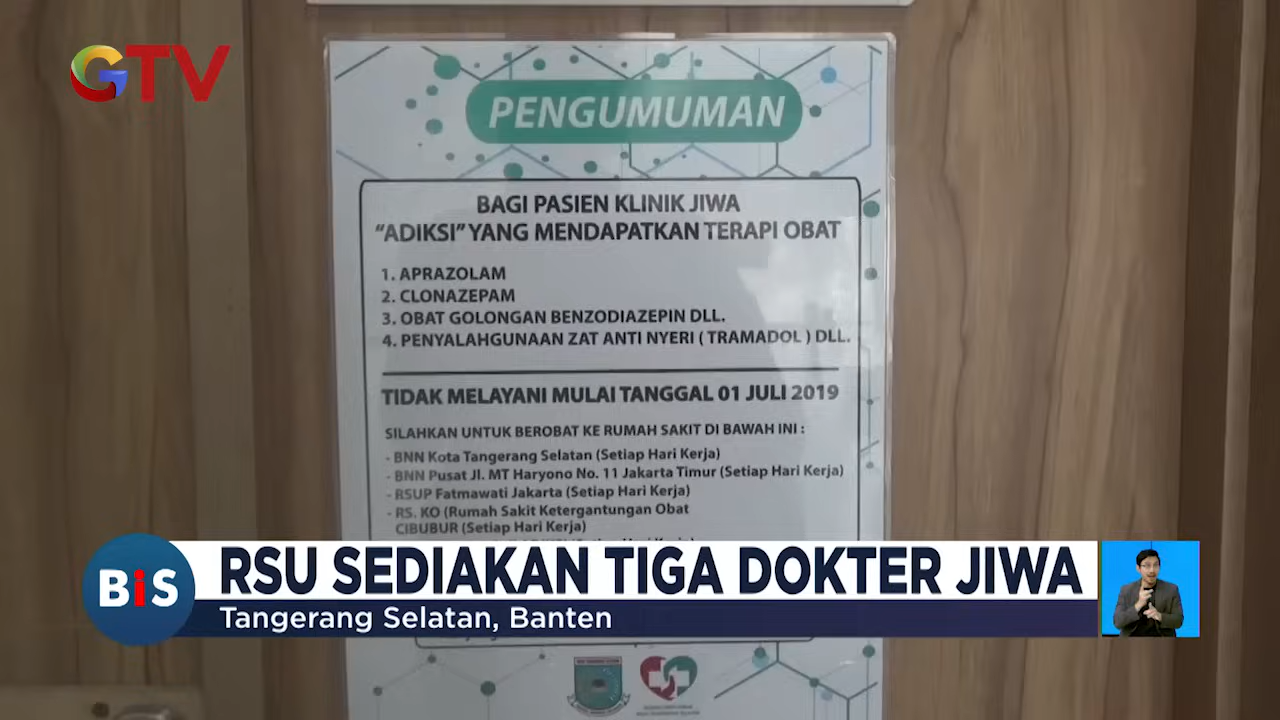 GTV
PENGUMUMAN
BAGI PASIEN KLINIK JIWA
“ADIKSI” YANG MENDAPATKAN TERAPI OBAT
1. APRAZOLAM
2. CLONAZEPAM
3. OBAT GOLONGAN BENZODIAZEPIN DLL.
4. PENYALAHGUNAAN ZAT ANTI NYERI ( TRAMADOL ) DLL.
TIDAK MELAYANI MULAI TANGGAL 01 JULI 2019
SILAHKAN UNTUK BEROBAT KE RUMAH SAKIT DI BAWAH INI :
- BNN Kota Tangerang Selatan (Setiap Hari Kerja)
- BNN Pusat Jl. MT Haryono No. 11 Jakarta Timur (Setiap Hari Kerja)
- RSUP Fatmawati Jakarta (Setiap Hari Kerja)
- RS. KO (Rumah Sakit Ketergantungan Obat
CIBUBUR (Setiap Hari Kerja)
BiS
RSU SEDIAKAN TIGA DOKTER JIWA
Tangerang Selatan, Banten